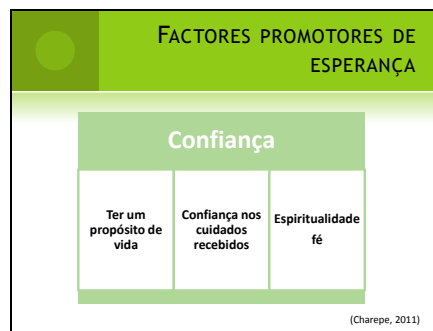 FACTORES PROMOTORES DE
ESPERANÇA
Confiança
Ter um
propósito de
vida
Confiança nos
cuidados
recebidos
Espiritualidade
fé
(Charepe, 2011)